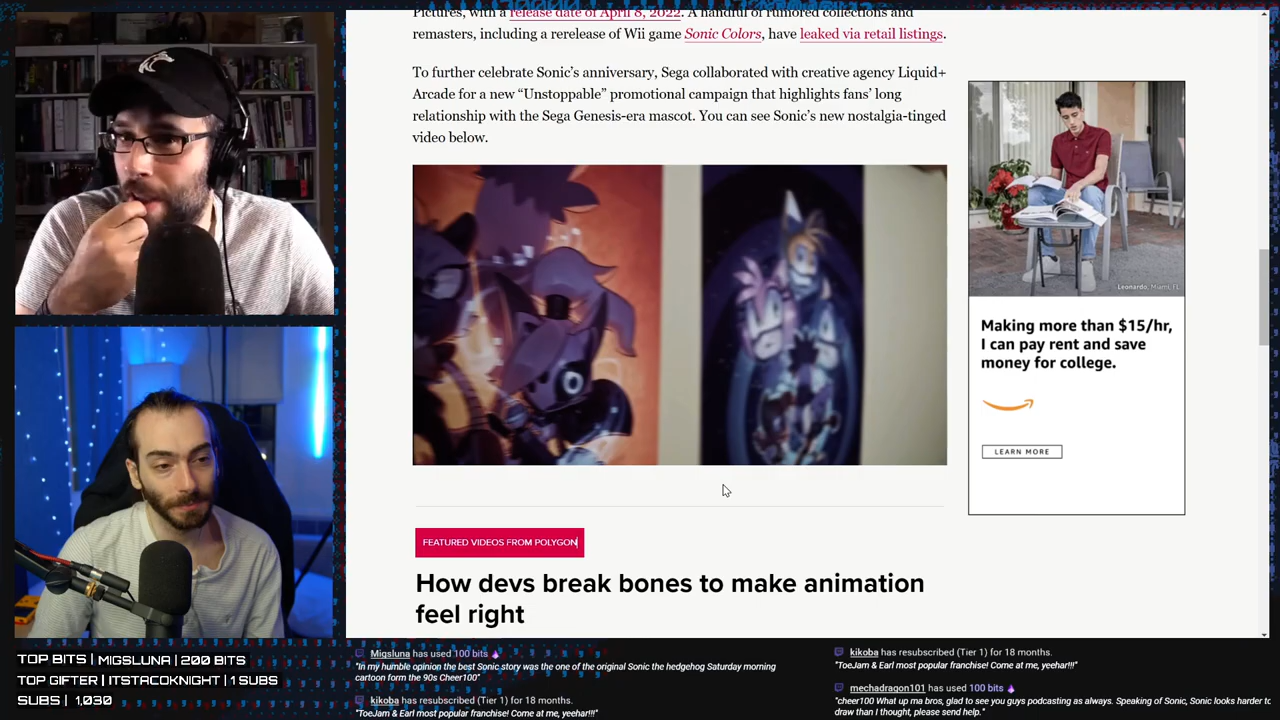 Pictures, with a release date of April 8, 2022. A handful of rumored collections and
remasters, including a rerelease of Wii game Sonic Colors, have leaked via retail listings.
To further celebrate Sonic’s anniversary, Sega collaborated with creative agency Liquid+
Arcade for a new “Unstoppable” promotional campaign that highlights fans’ long
relationship with the Sega Genesis-era mascot. You can see Sonic’s new nostalgia-tinged
video below.
Leonardo, Miami, FL
Making more than $15/hr,
I can pay rent and save
money for college.
LEARN MORE
FEATURED VIDEOS FROM POLYGON
How devs break bones to make animation
feel right
TOP BITS | MIGSLUNA | 200 BITS
TOP GIFTER | ITSTACOKNIGHT | 1 SUBS
SUBS | 1,030
Migsluna has used 100 bits
"In my humble opinion the best Sonic story was the one of the original Sonic the hedgehog Saturday morning
cartoon form the 90s Cheer100"
kikoba has resubscribed (Tier 1) for 18 months.
"ToeJam & Earl most popular franchise! Come at me, yeehar!!!"
kikoba has resubscribed (Tier 1) for 18 months.
"ToeJam & Earl most popular franchise! Come at me, yeehar!!!"
mechadragon101 has used 100 bits
"cheer100 What up ma bros, glad to see you guys podcasting as always. Speaking of Sonic, Sonic looks harder to
draw than I thought, please send help."